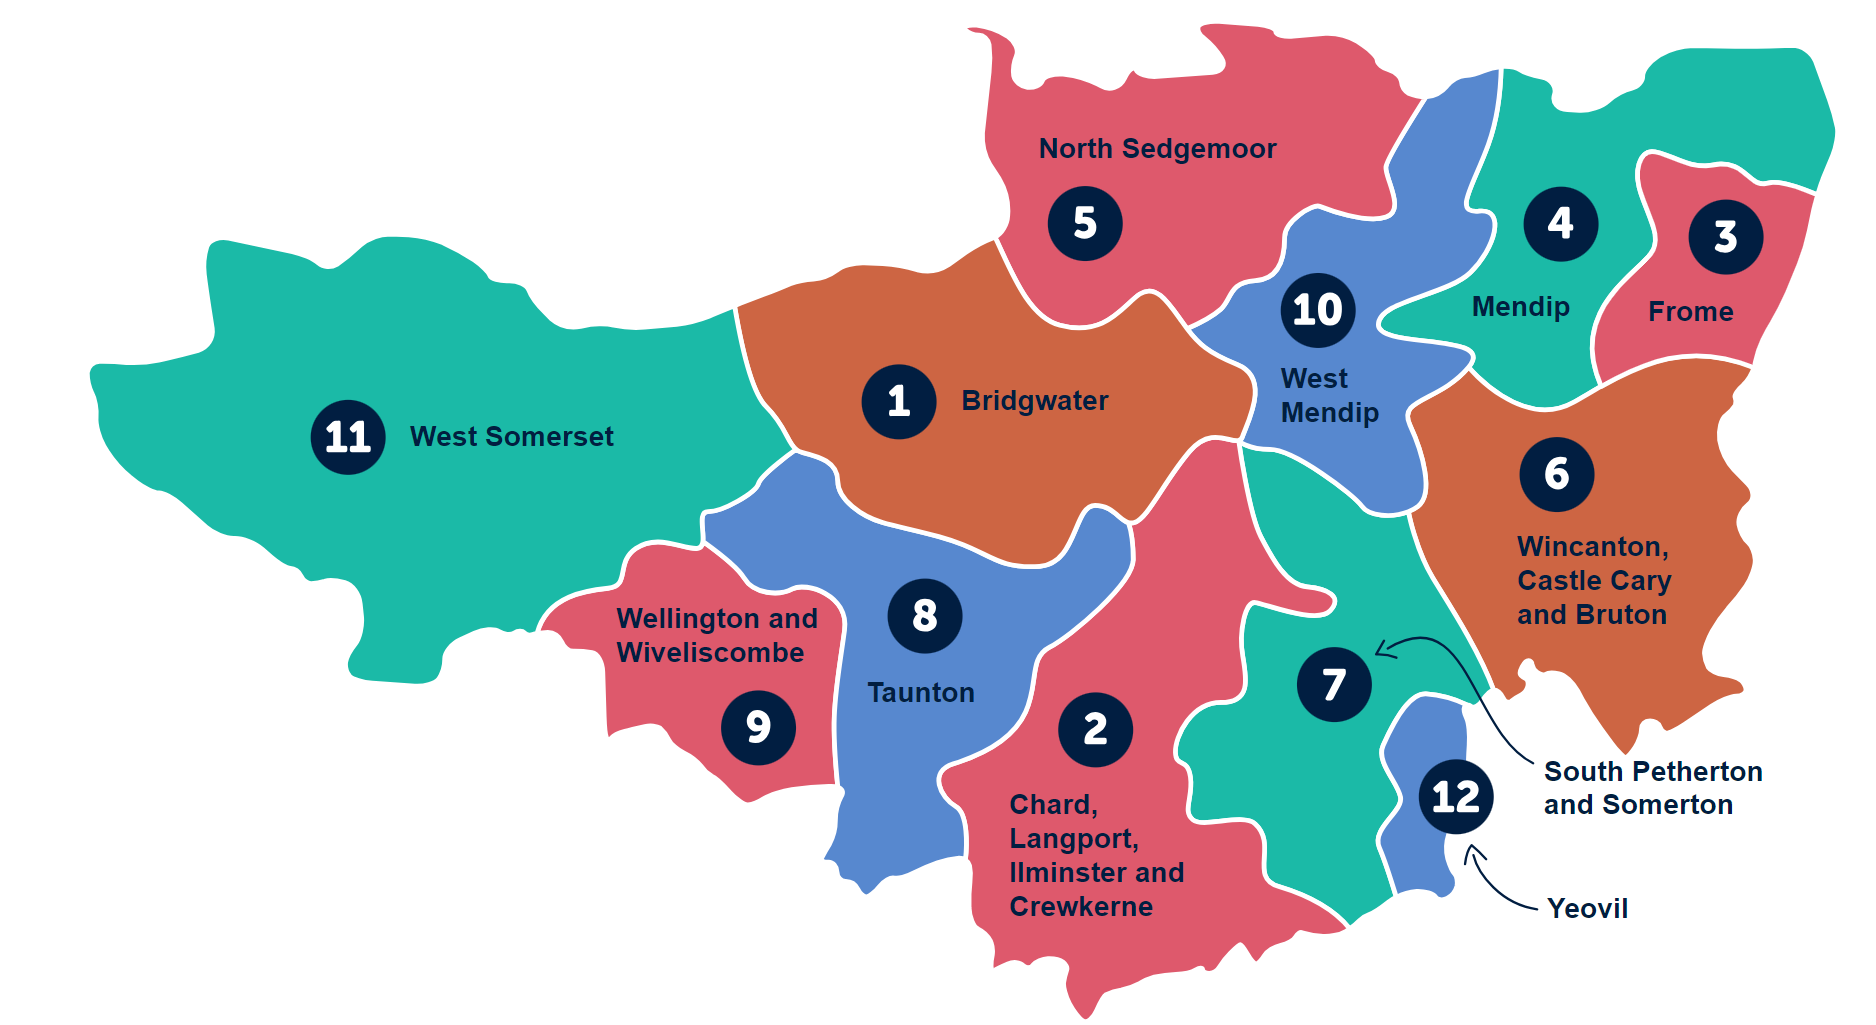 North Sedgemoor
5
4
3
10
Mendip
Frome
West
Mendip
1
Bridgwater
11
West Somerset
6
Wincanton,
Castle Cary
and Bruton
8
Wellington and
Wiveliscombe
Taunton
9
7
2
12
South Petherton
and Somerton
Chard,
Langport,
Ilminster and
Crewkerne
Yeovil